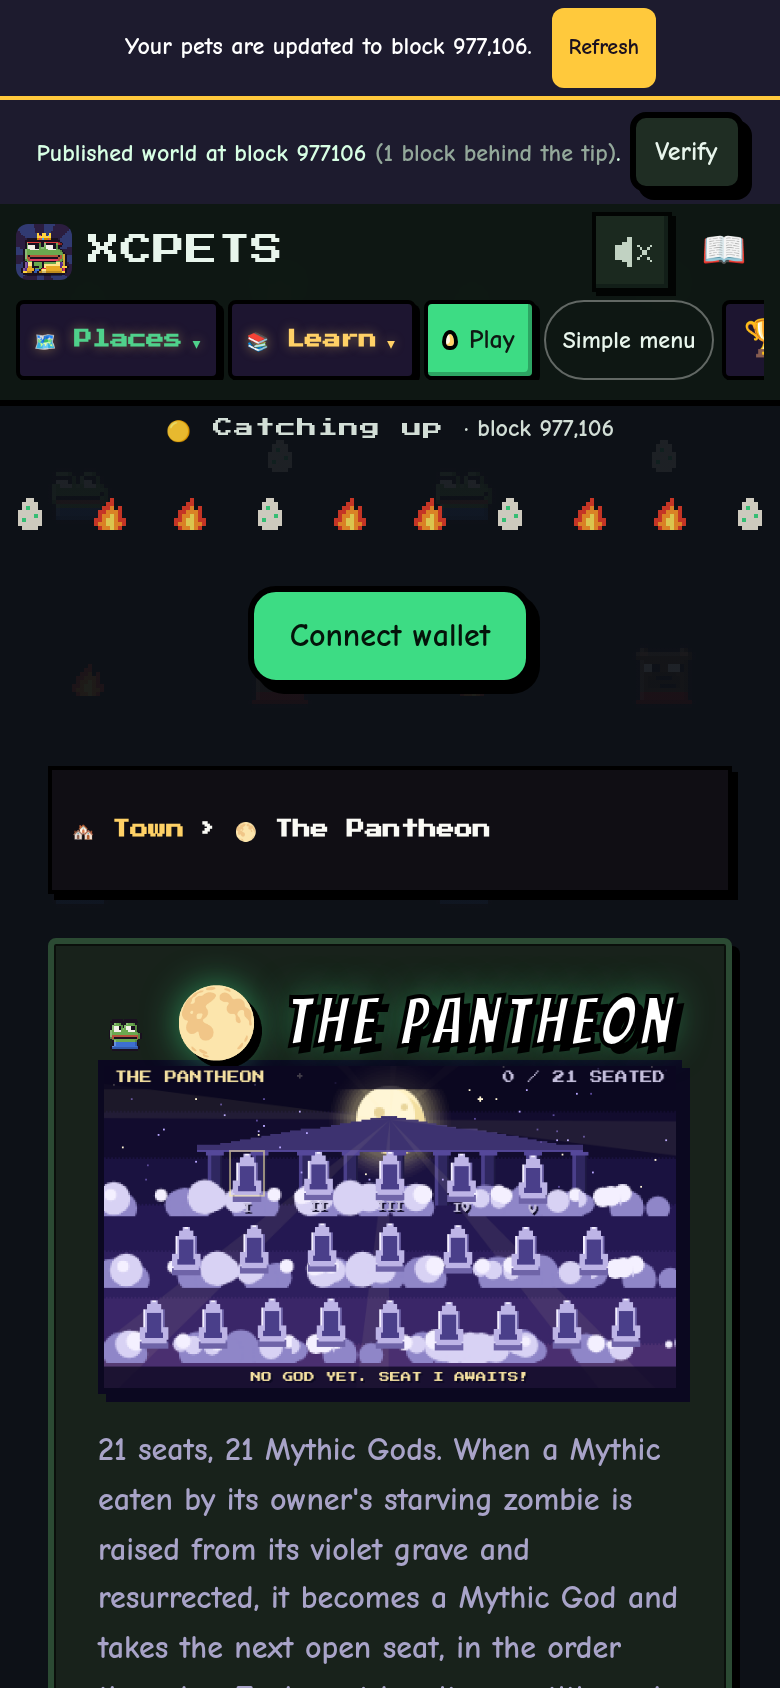 Your pets are updated to block 977,106.
Refresh
Published world at block 977106 (1 block behind the tip).
Verify
XCPETS
Places ▾
Learn ▾
Play
Simple menu
Catching up · block 977,106
Connect wallet
Town › The Pantheon
THE PANTHEON
THE PANTHEON
0 / 21 SEATED
I II III IV V
NO GOD YET. SEAT I AWAITS!
21 seats, 21 Mythic Gods. When a Mythic
eaten by its owner's starving zombie is
raised from its violet grave and
resurrected, it becomes a Mythic God and
takes the next open seat, in the order